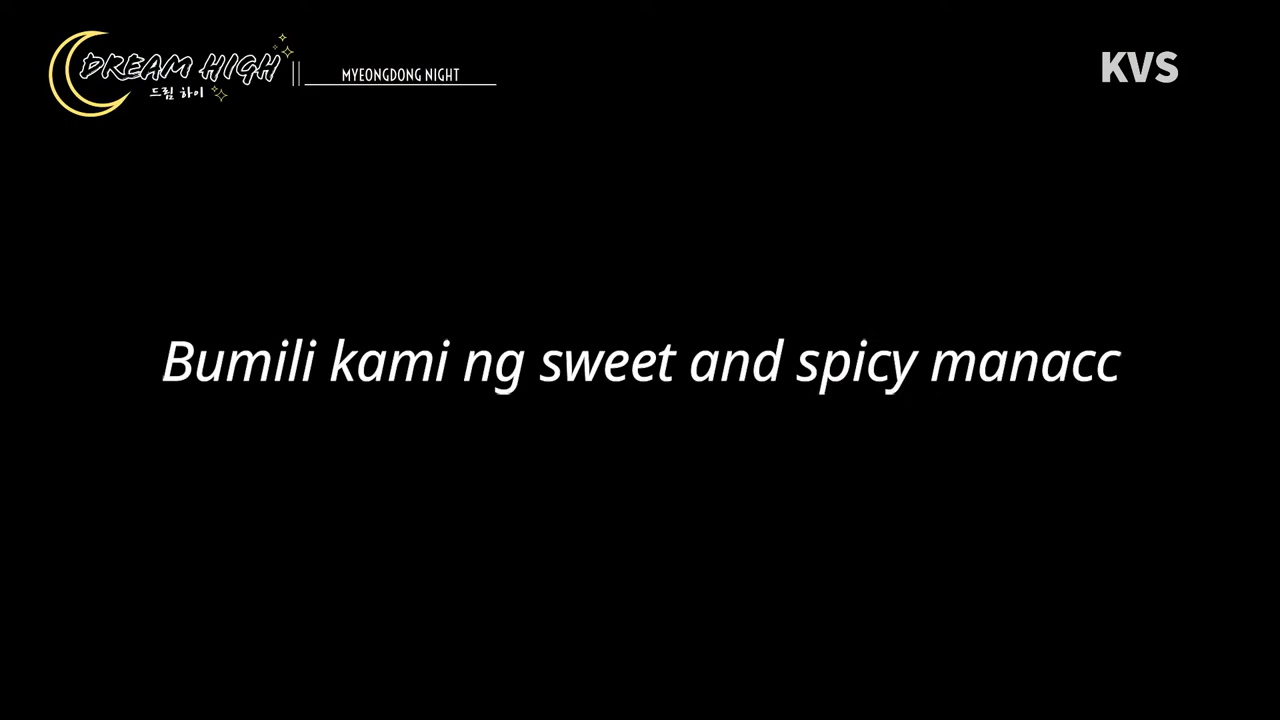 DREAM HIGH
드림 하이
MYEONGDONG NIGHT
KVS
Bumili kami ng sweet and spicy manacc